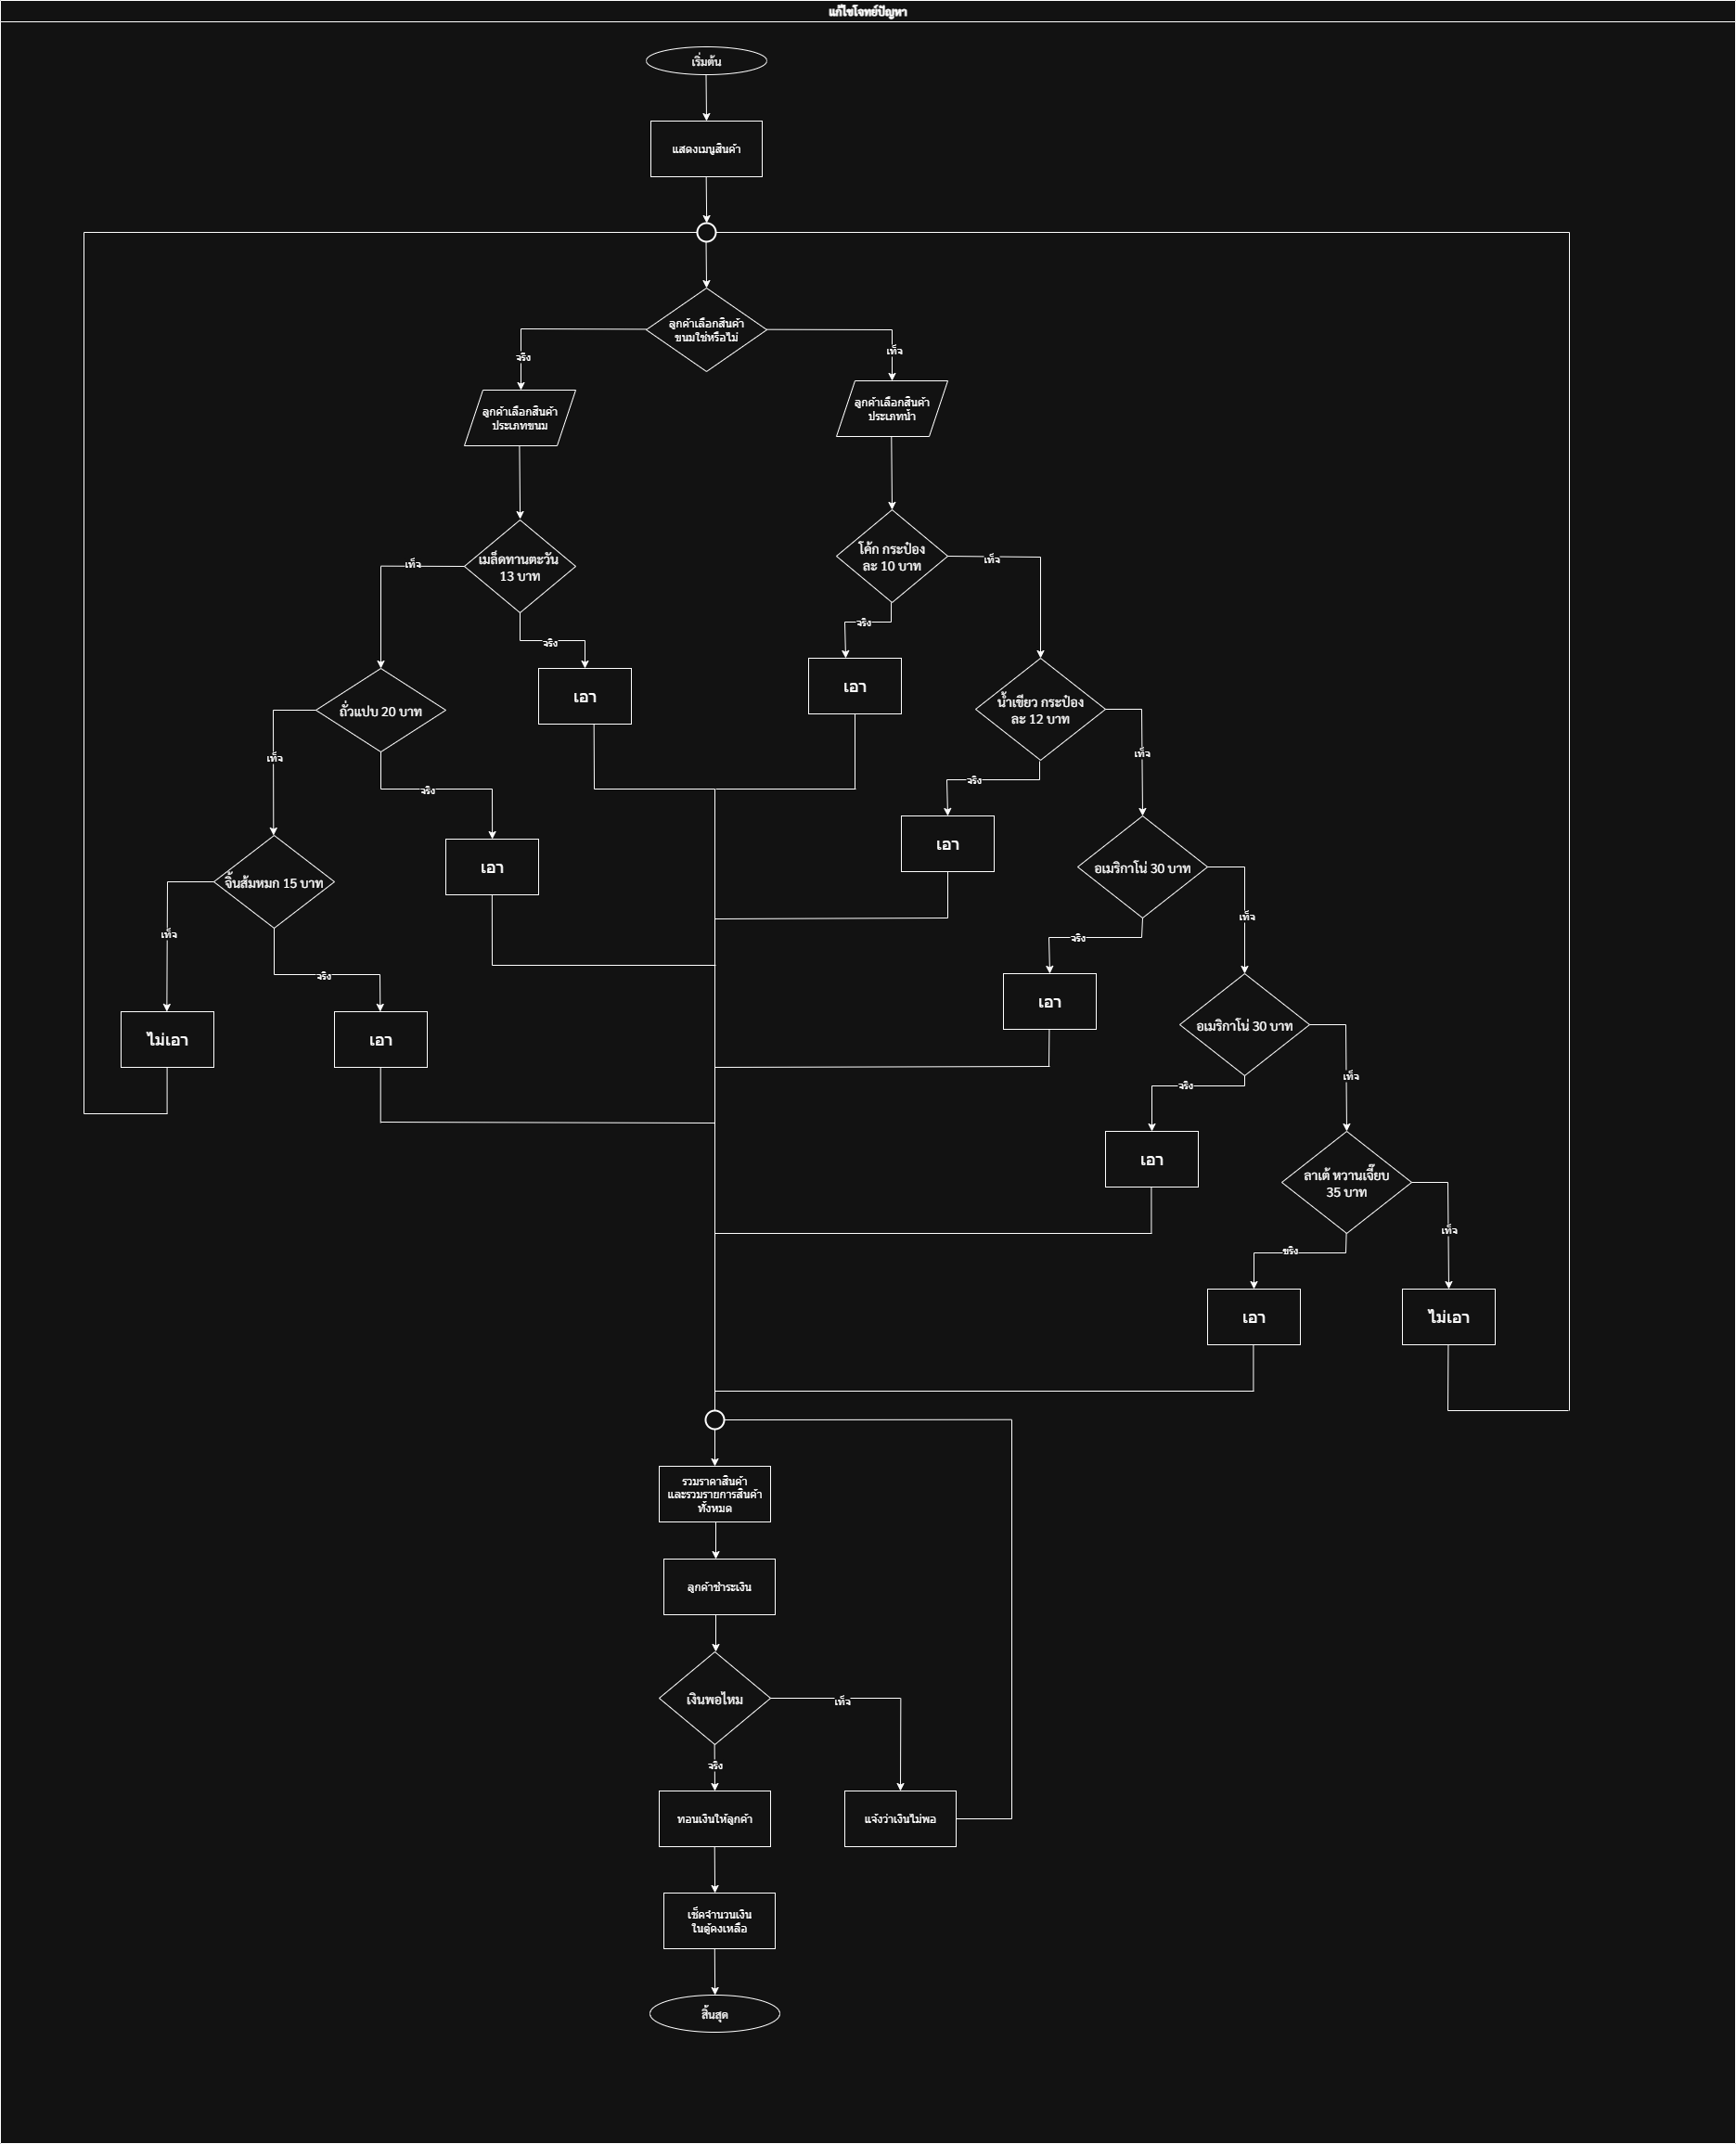 แก้ไขโจทย์ปัญหา
เริ่มต้น
แสดงเมนูสินค้า
ลูกค้าเลือกสินค้า
ขนมใช่หรือไม่
จริง
เท็จ
ลูกค้าเลือกสินค้า
ประเภทขนม
ลูกค้าเลือกสินค้า
ประเภทน้ำ
เมล็ดทานตะวัน
13 บาท
เท็จ
จริง
โค้ก กระป๋อง
ละ 10 บาท
เท็จ
จริง
เอา
เอา
ถั่วแปบ 20 บาท
เท็จ
จริง
น้ำเขียว กระป๋อง
ละ 12 บาท
เท็จ
จริง
เอา
เอา
จิ้นส้มหมก 15 บาท
เท็จ
จริง
อเมริกาโน่ 30 บาท
เท็จ
จริง
ไม่เอา
เอา
เอา
อเมริกาโน่ 30 บาท
เท็จ
จริง
เอา
ลาเต้ หวานเจี๊ยบ
35 บาท
เท็จ
ขริง
เอา
ไม่เอา
รวมราคาสินค้า
และรวมรายการสินค้า
ทั้งหมด
ลูกค้าชำระเงิน
เงินพอไหม
เท็จ
จริง
ทอนเงินให้ลูกค้า
แจ้งว่าเงินไม่พอ
เช็คจำนวนเงิน
ในตู้คงเหลือ
สิ้นสุด